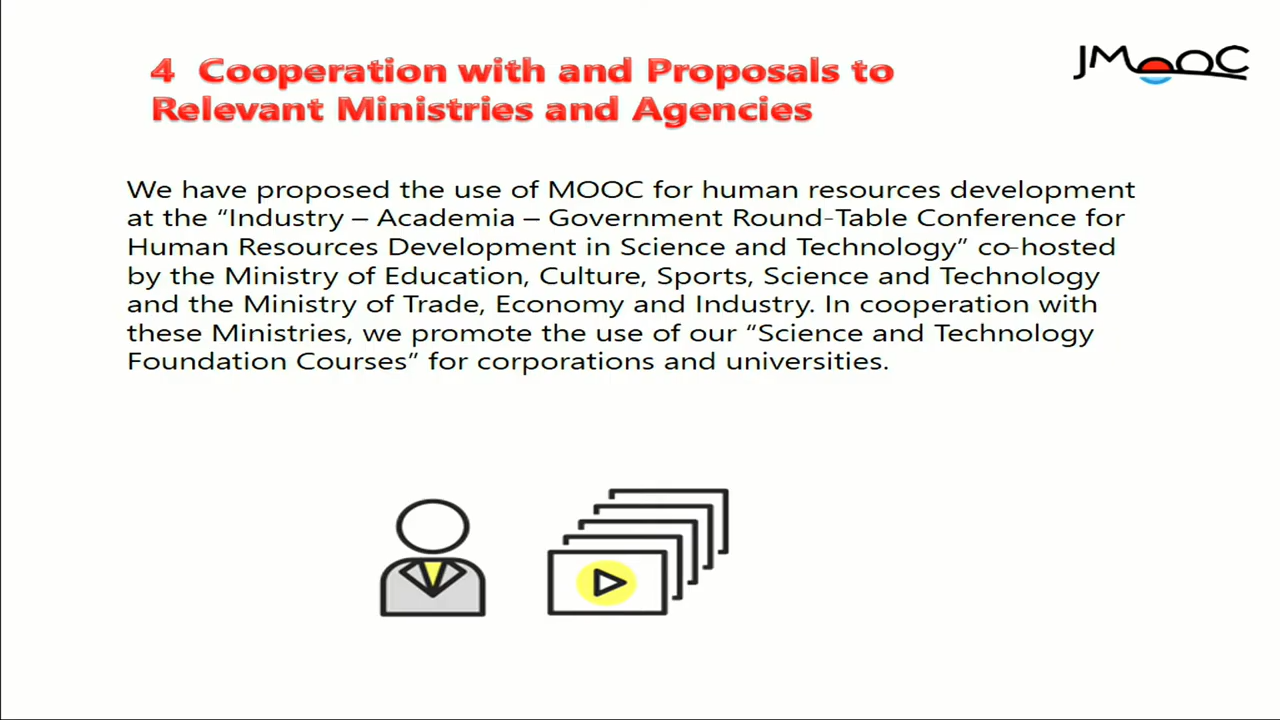 4 Cooperation with and Proposals to
Relevant Ministries and Agencies
JMOOC
We have proposed the use of MOOC for human resources development
at the “Industry – Academia – Government Round-Table Conference for
Human Resources Development in Science and Technology” co-hosted
by the Ministry of Education, Culture, Sports, Science and Technology
and the Ministry of Trade, Economy and Industry. In cooperation with
these Ministries, we promote the use of our “Science and Technology
Foundation Courses” for corporations and universities.